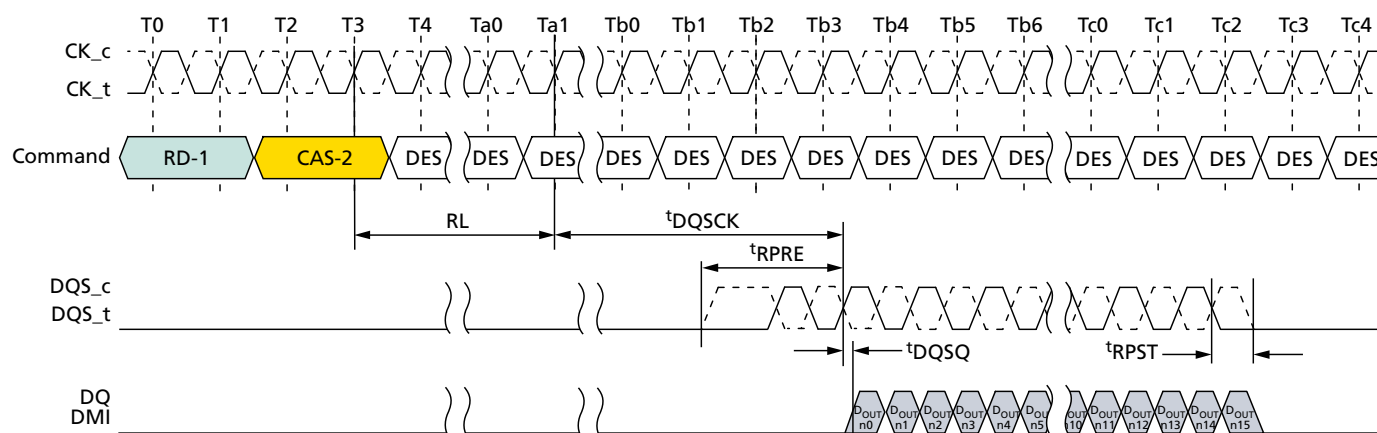 T0 T1 T2 T3 T4 Ta0 Ta1 Tb0 Tb1 Tb2 Tb3 Tb4 Tb5 Tb6 Tc0 Tc1 Tc2 Tc3 Tc4
CK_c
CK_t
Command RD-1 CAS-2 DES DES DES DES DES DES DES DES DES DES DES DES DES DES DES
RL tDQSCK
tRPRE
DQS_c
DQS_t
tDQSQ tRPST
DQ
DMI
DOUT n0 DOUT n1 DOUT n2 DOUT n3 DOUT n4 DOUT n5 DOUT n10 DOUT n11 DOUT n12 DOUT n13 DOUT n14 DOUT n15